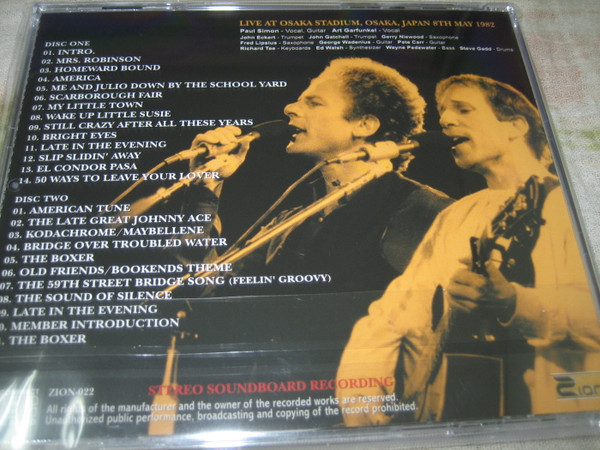 LIVE AT OSAKA STADIUM, OSAKA, JAPAN 8TH MAY 1982
Paul Simon - Vocal, Guitar Art Garfunkel - Vocal
John Eckert - Trumpet John Gatchell - Trumpet Gerry Niewood - Saxophone
Fred Lipsius - Saxophone George Wedenius - Guitar Pete Carr - Guitar
Richard Tee - Keyboards Ed Walsh - Synthesizer Wayne Pedzwater - Bass Steve Gadd - Drums
DISC ONE
01. INTRO.
02. MRS. ROBINSON
03. HOMEWARD BOUND
04. AMERICA
05. ME AND JULIO DOWN BY THE SCHOOL YARD
06. SCARBOROUGH FAIR
07. MY LITTLE TOWN
08. WAKE UP LITTLE SUSIE
09. STILL CRAZY AFTER ALL THESE YEARS
10. BRIGHT EYES
11. LATE IN THE EVENING
12. SLIP SLIDIN' AWAY
13. EL CONDOR PASA
14. 50 WAYS TO LEAVE YOUR LOVER
DISC TWO
01. AMERICAN TUNE
02. THE LATE GREAT JOHNNY ACE
03. KODACHROME/MAYBELLENE
04. BRIDGE OVER TROUBLED WATER
05. THE BOXER
06. OLD FRIENDS/BOOKENDS THEME
07. THE 59TH STREET BRIDGE SONG (FEELIN' GROOVY)
08. THE SOUND OF SILENCE
09. LATE IN THE EVENING
0. MEMBER INTRODUCTION
. THE BOXER
STEREO SOUNDBOARD RECORDING
ZION-022
All rights of the manufacturer and the owner of the recorded works are reserved.
Unauthorized public performance, broadcasting and copying of the record prohibited.